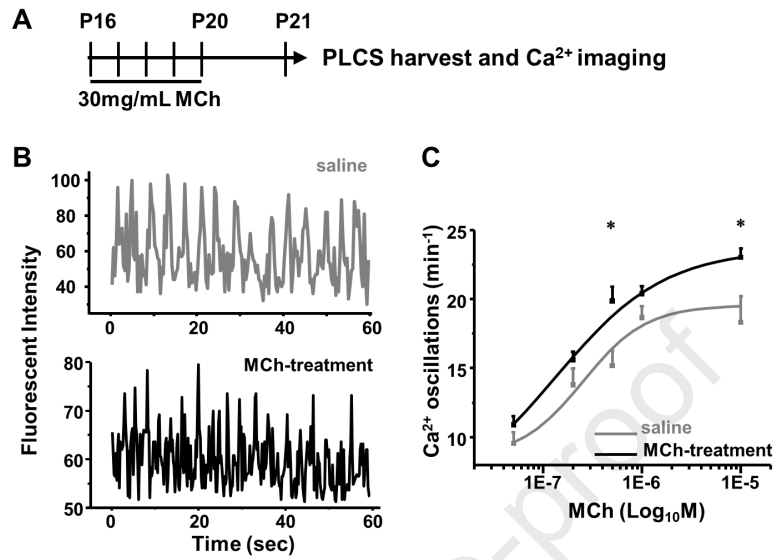 A
P16 P20 P21
PLCS harvest and Ca²⁺ imaging
30mg/mL MCh
B
saline
Fluorescent Intensity
100
80
60
40
0 20 40 60
MCh-treatment
80
70
60
50
0 20 40 60
Time (sec)
C
* *
Ca²⁺ oscillations (min⁻¹)
25
20
15
10
saline
MCh-treatment
1E-7 1E-6 1E-5
MCh (Log₁₀M)
-proof